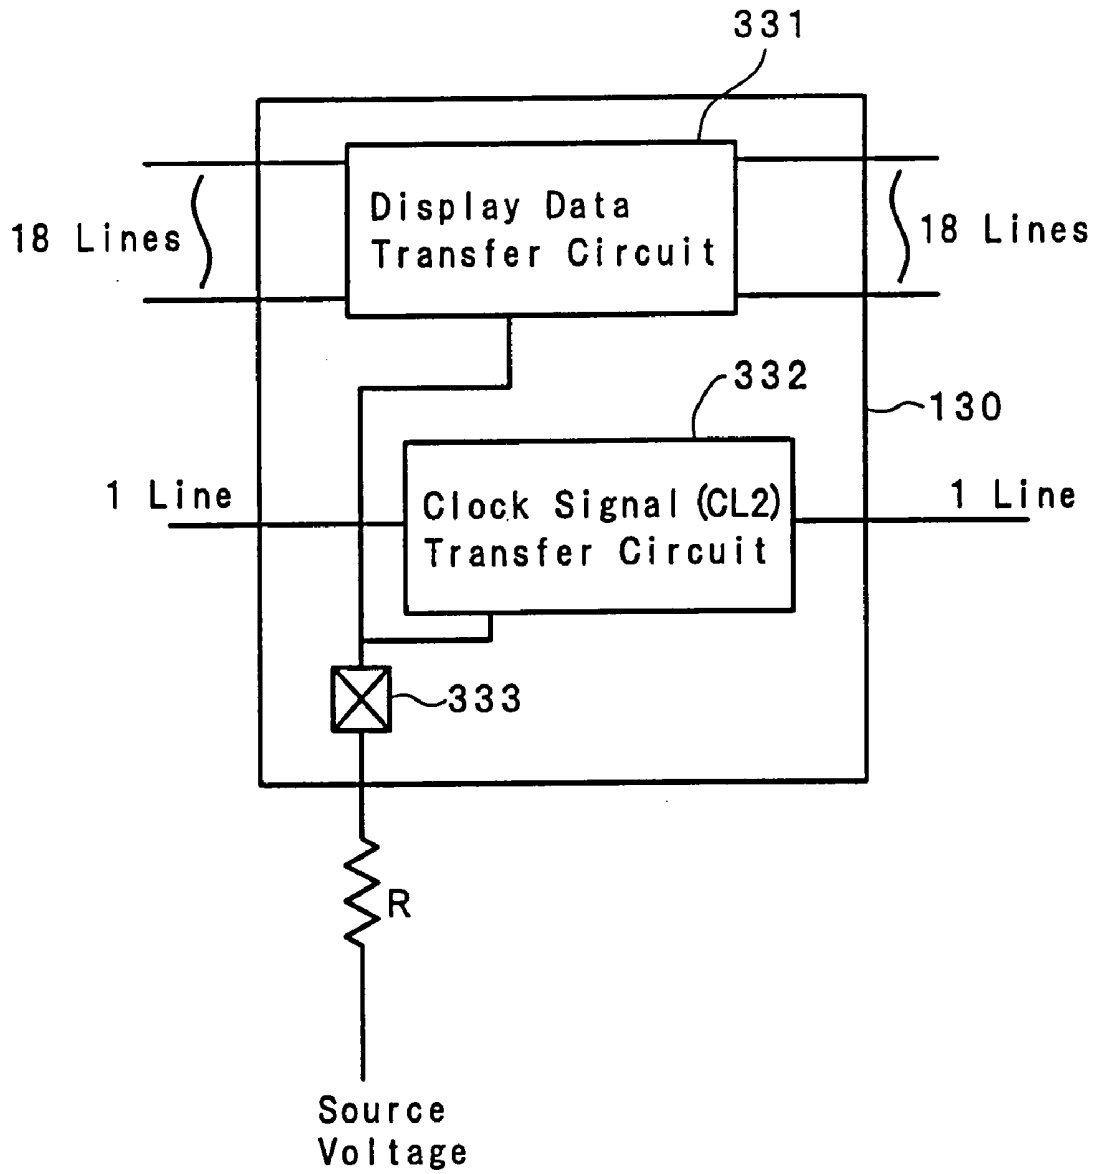 331
Display Data
Transfer Circuit
18 Lines
18 Lines
332
130
1 Line
Clock Signal (CL2)
Transfer Circuit
1 Line
333
R
Source
Voltage